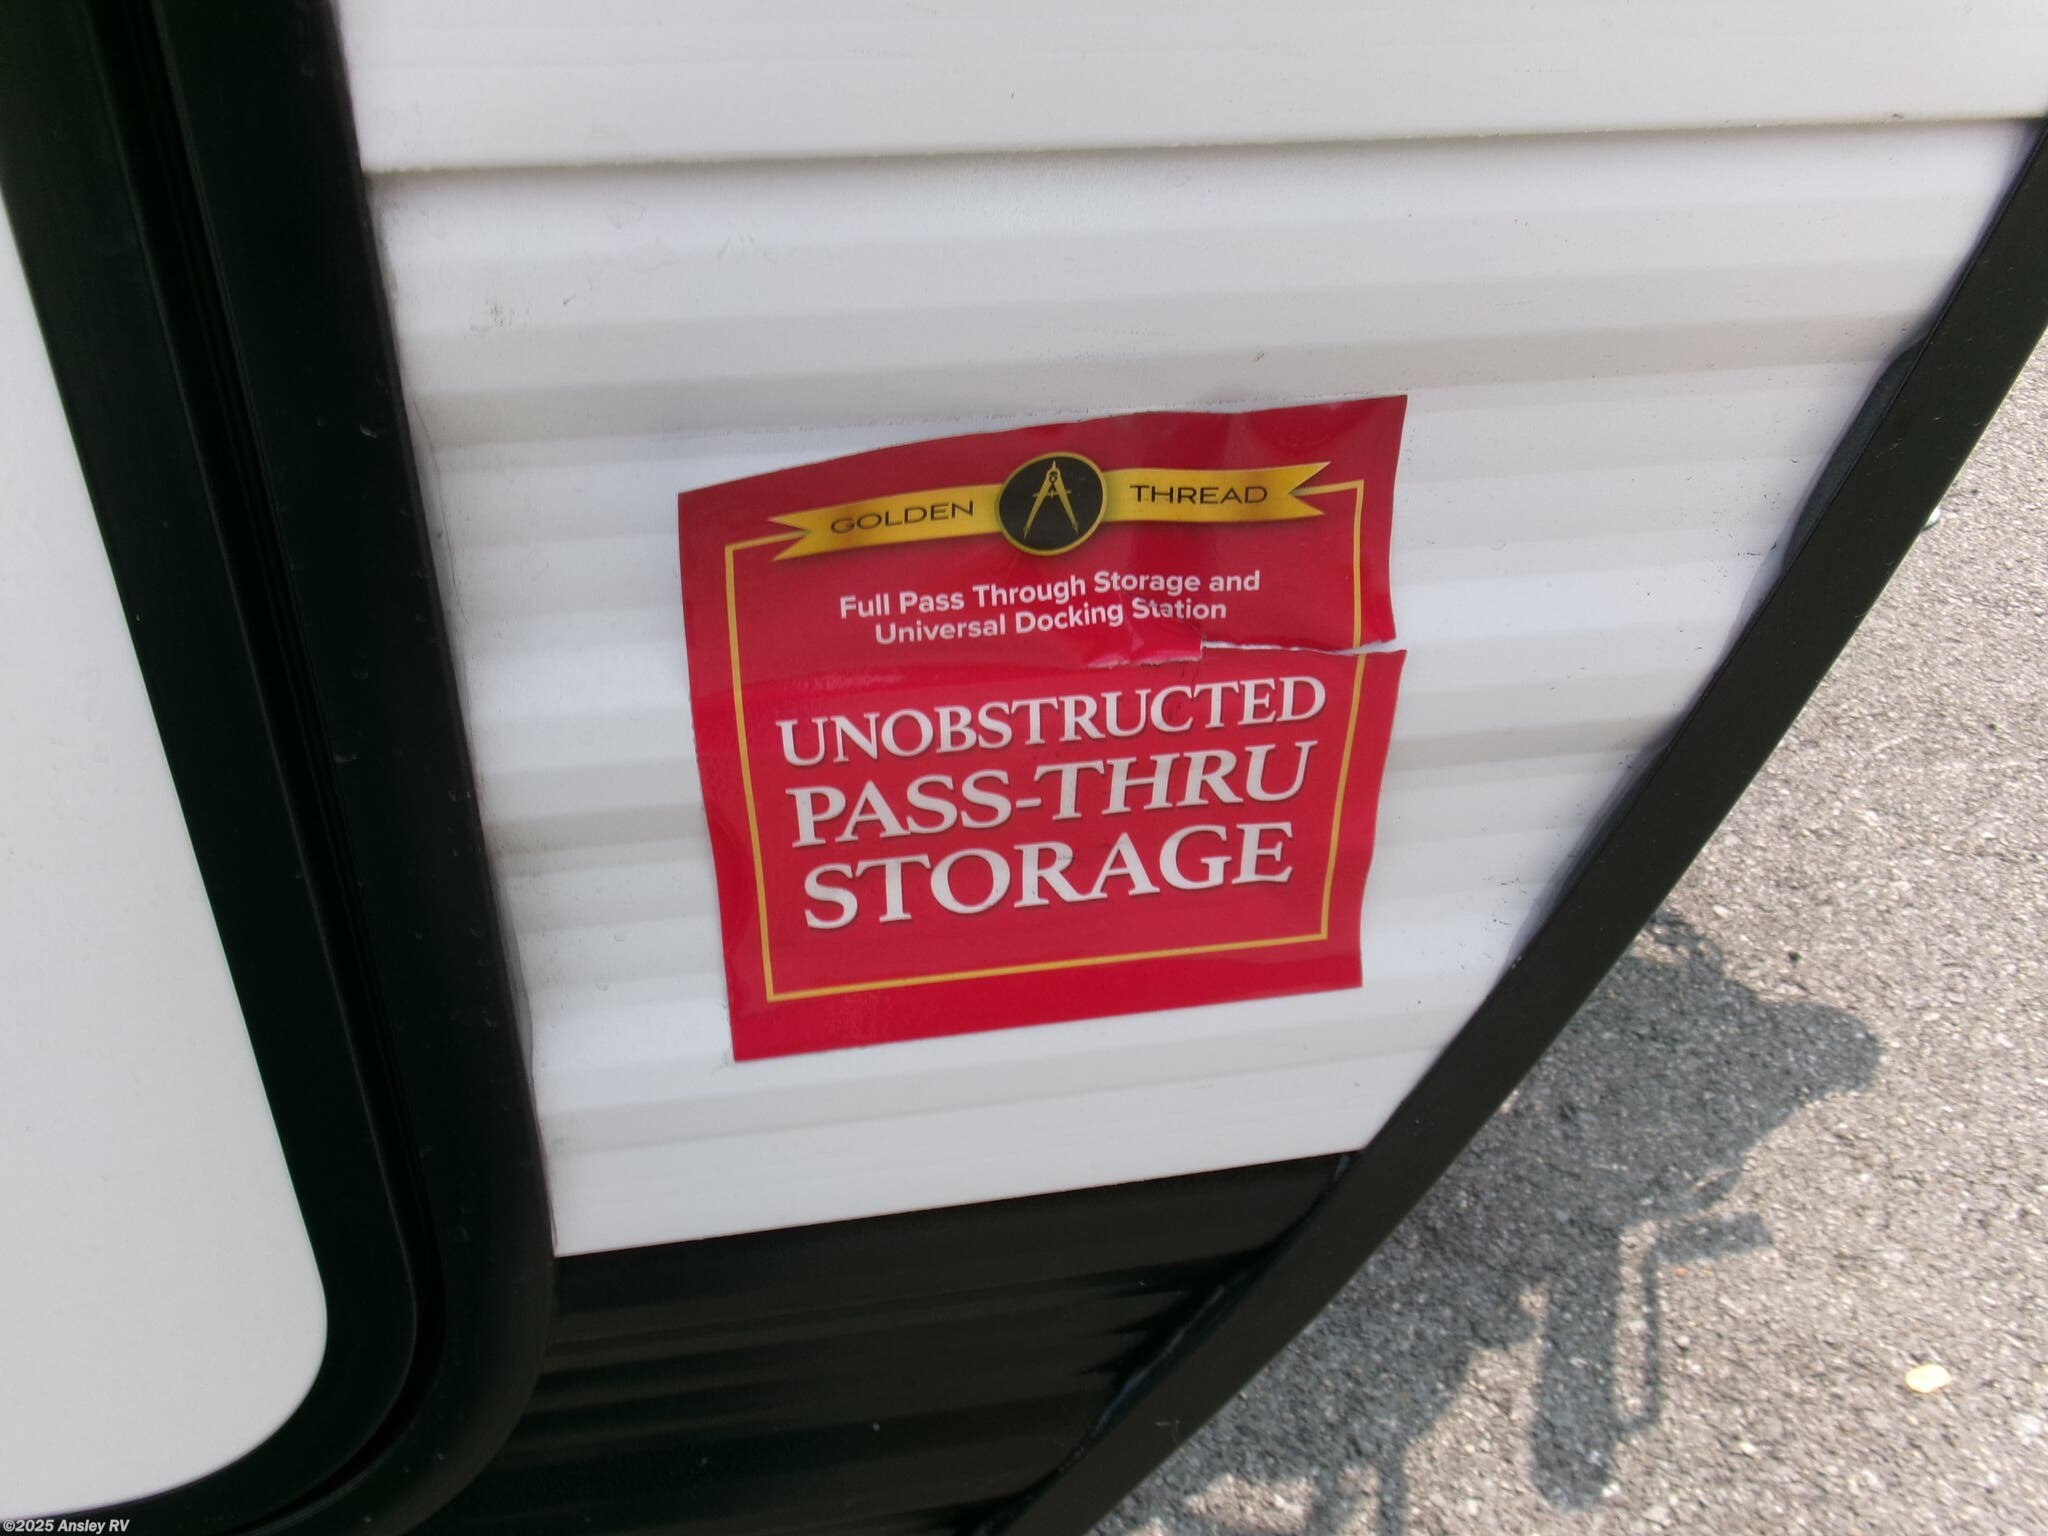 GOLDEN THREAD
Full Pass Through Storage and
Universal Docking Station
UNOBSTRUCTED
PASS-THRU
STORAGE
©2025 Ansley RV